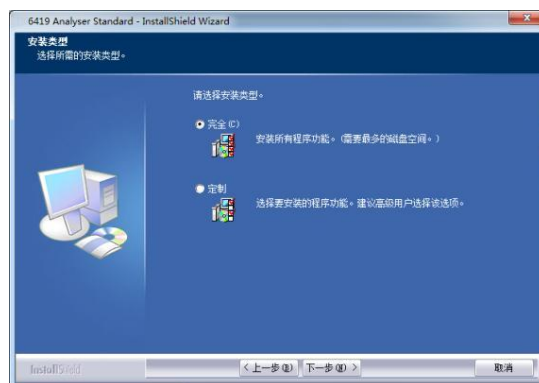 6419 Analyser Standard - InstallShield Wizard
安装类型
选择所需的安装类型。
请选择安装类型。
完全(C)
安装所有程序功能。(需要最多的磁盘空间。)
定制
选择要安装的程序功能。建议高级用户选择该选项。
InstallShield
< 上一步(B) 下一步(N) > 取消